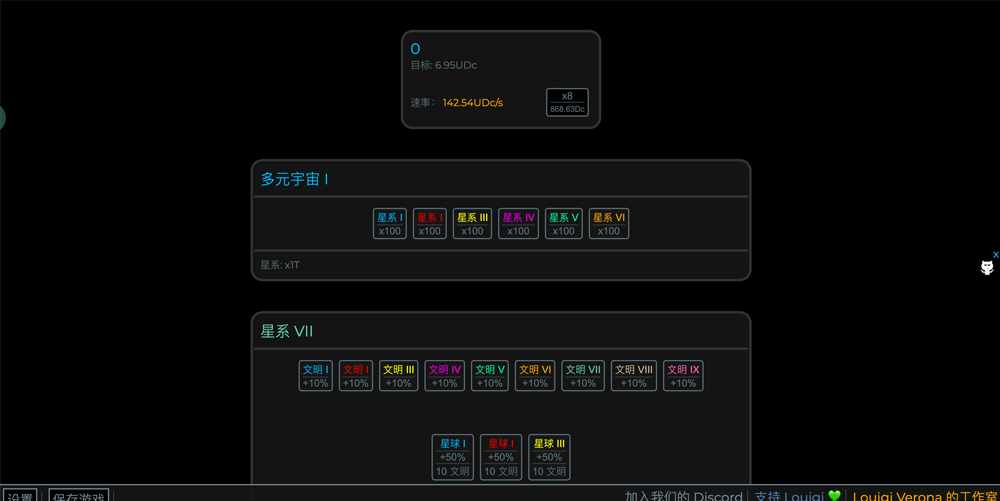 0
目标: 6.95UDc
速率: 142.54UDc/s
x8
868.63Dc
多元宇宙 I
星系 I 星系 I 星系 III 星系 IV 星系 V 星系 VI
x100 x100 x100 x100 x100 x100
星系: x1T
x
星系 VII
文明 I 文明 I 文明 III 文明 IV 文明 V 文明 VI 文明 VII 文明 VIII 文明 IX
+10% +10% +10% +10% +10% +10% +10% +10% +10%
星球 I 星球 I 星球 III
+50% +50% +50%
10 文明 10 文明 10 文明
设置 保存游戏 加入我们的 Discord 支持 Louigi 💚 Louigi Verona 的工作室